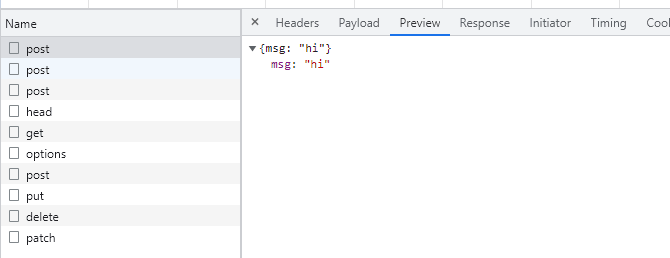 Name
post
post
post
head
get
options
post
put
delete
patch
× Headers Payload Preview Response Initiator Timing Coo
▼{msg: "hi"}
msg: "hi"